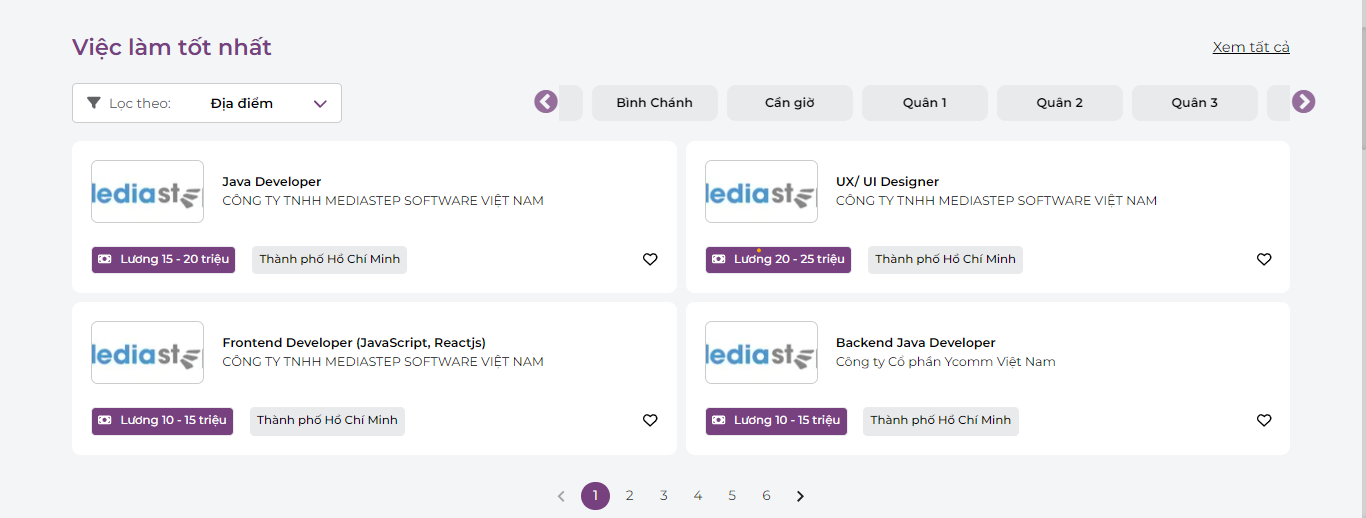 Việc làm tốt nhất
Xem tất cả
Lọc theo: Địa điểm
Bình Chánh
Cần giờ
Quân 1
Quân 2
Quân 3
lediast
Java Developer
CÔNG TY TNHH MEDIASTEP SOFTWARE VIỆT NAM
Lương 15 - 20 triệu
Thành phố Hồ Chí Minh
lediast
UX/ UI Designer
CÔNG TY TNHH MEDIASTEP SOFTWARE VIỆT NAM
Lương 20 - 25 triệu
Thành phố Hồ Chí Minh
lediast
Frontend Developer (JavaScript, Reactjs)
CÔNG TY TNHH MEDIASTEP SOFTWARE VIỆT NAM
Lương 10 - 15 triệu
Thành phố Hồ Chí Minh
lediast
Backend Java Developer
Công ty Cổ phần Ycomm Việt Nam
Lương 10 - 15 triệu
Thành phố Hồ Chí Minh
1 2 3 4 5 6